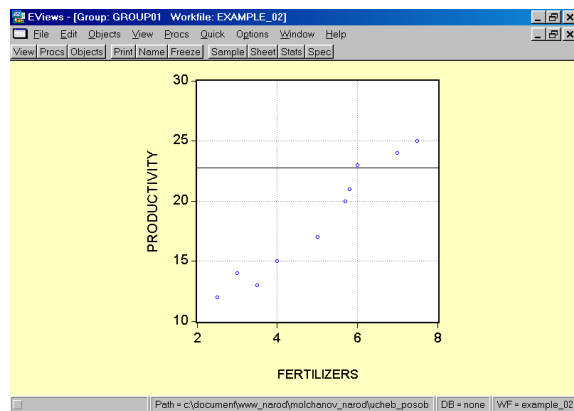 EViews - [Group: GROUP01 Workfile: EXAMPLE_02]
File Edit Objects View Procs Quick Options Window Help
View Procs Objects Print Name Freeze Sample Sheet Stats Spec
30
25
20
15
10
PRODUCTIVITY
2 4 6 8
FERTILIZERS
Path = c:\document\www_narod\molchanov_narod\ucheb_posob DB = none WF = example_02